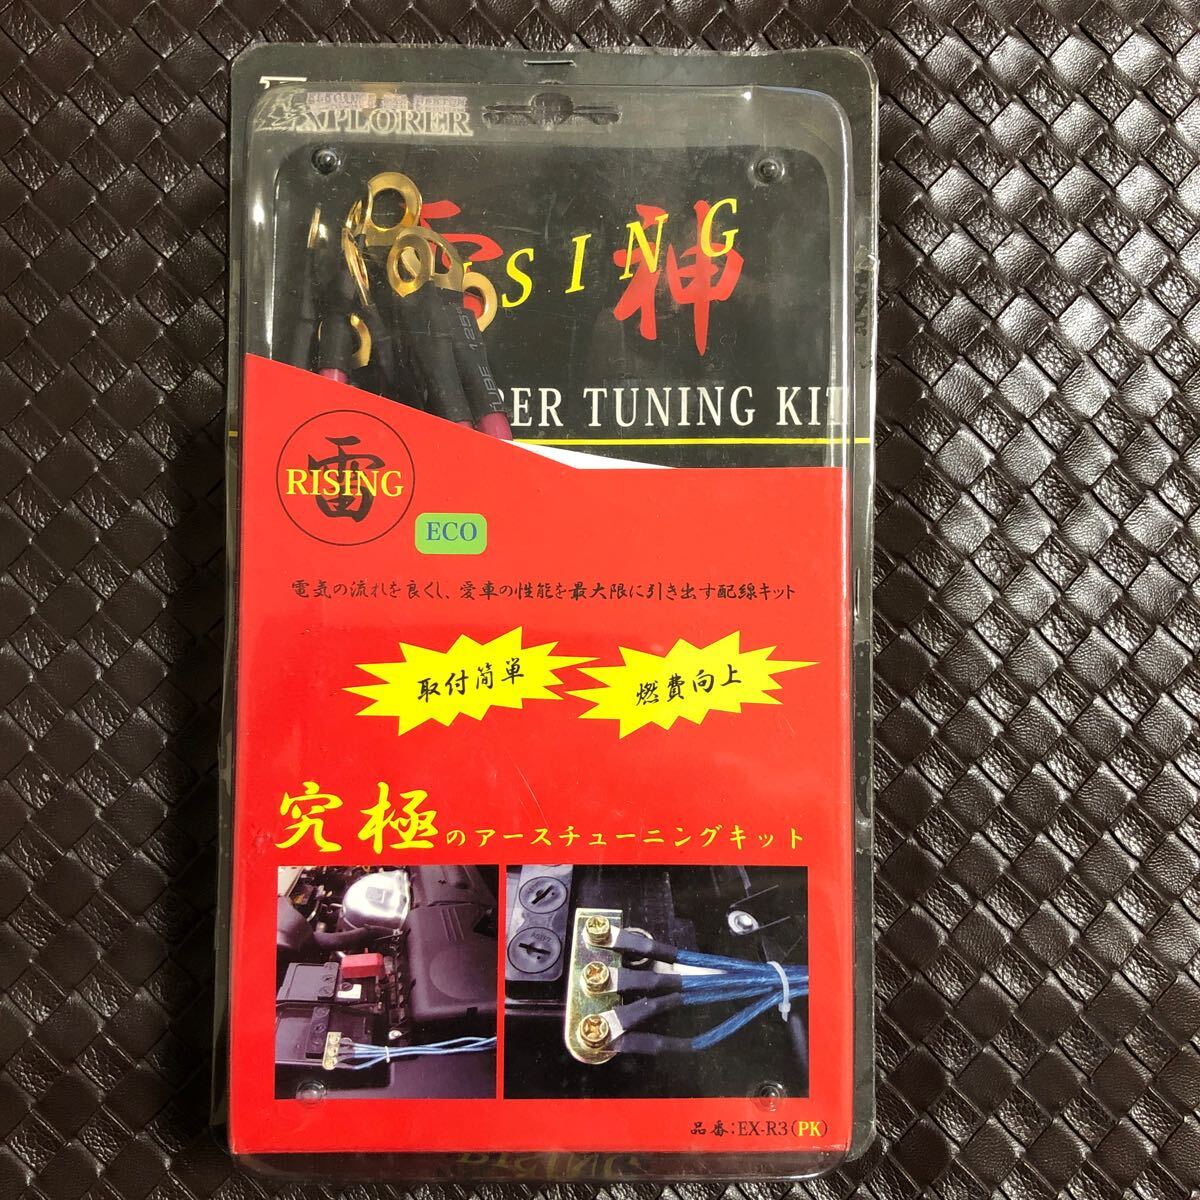 EXPLORER
SING
神
ER TUNING KIT
雷
RISING
ECO
電気の流れを良くし、愛車の性能を最大限に引き出す配線キット
取付簡単
燃費向上
究極のアースチューニングキット
品番:EX-R3(PK)